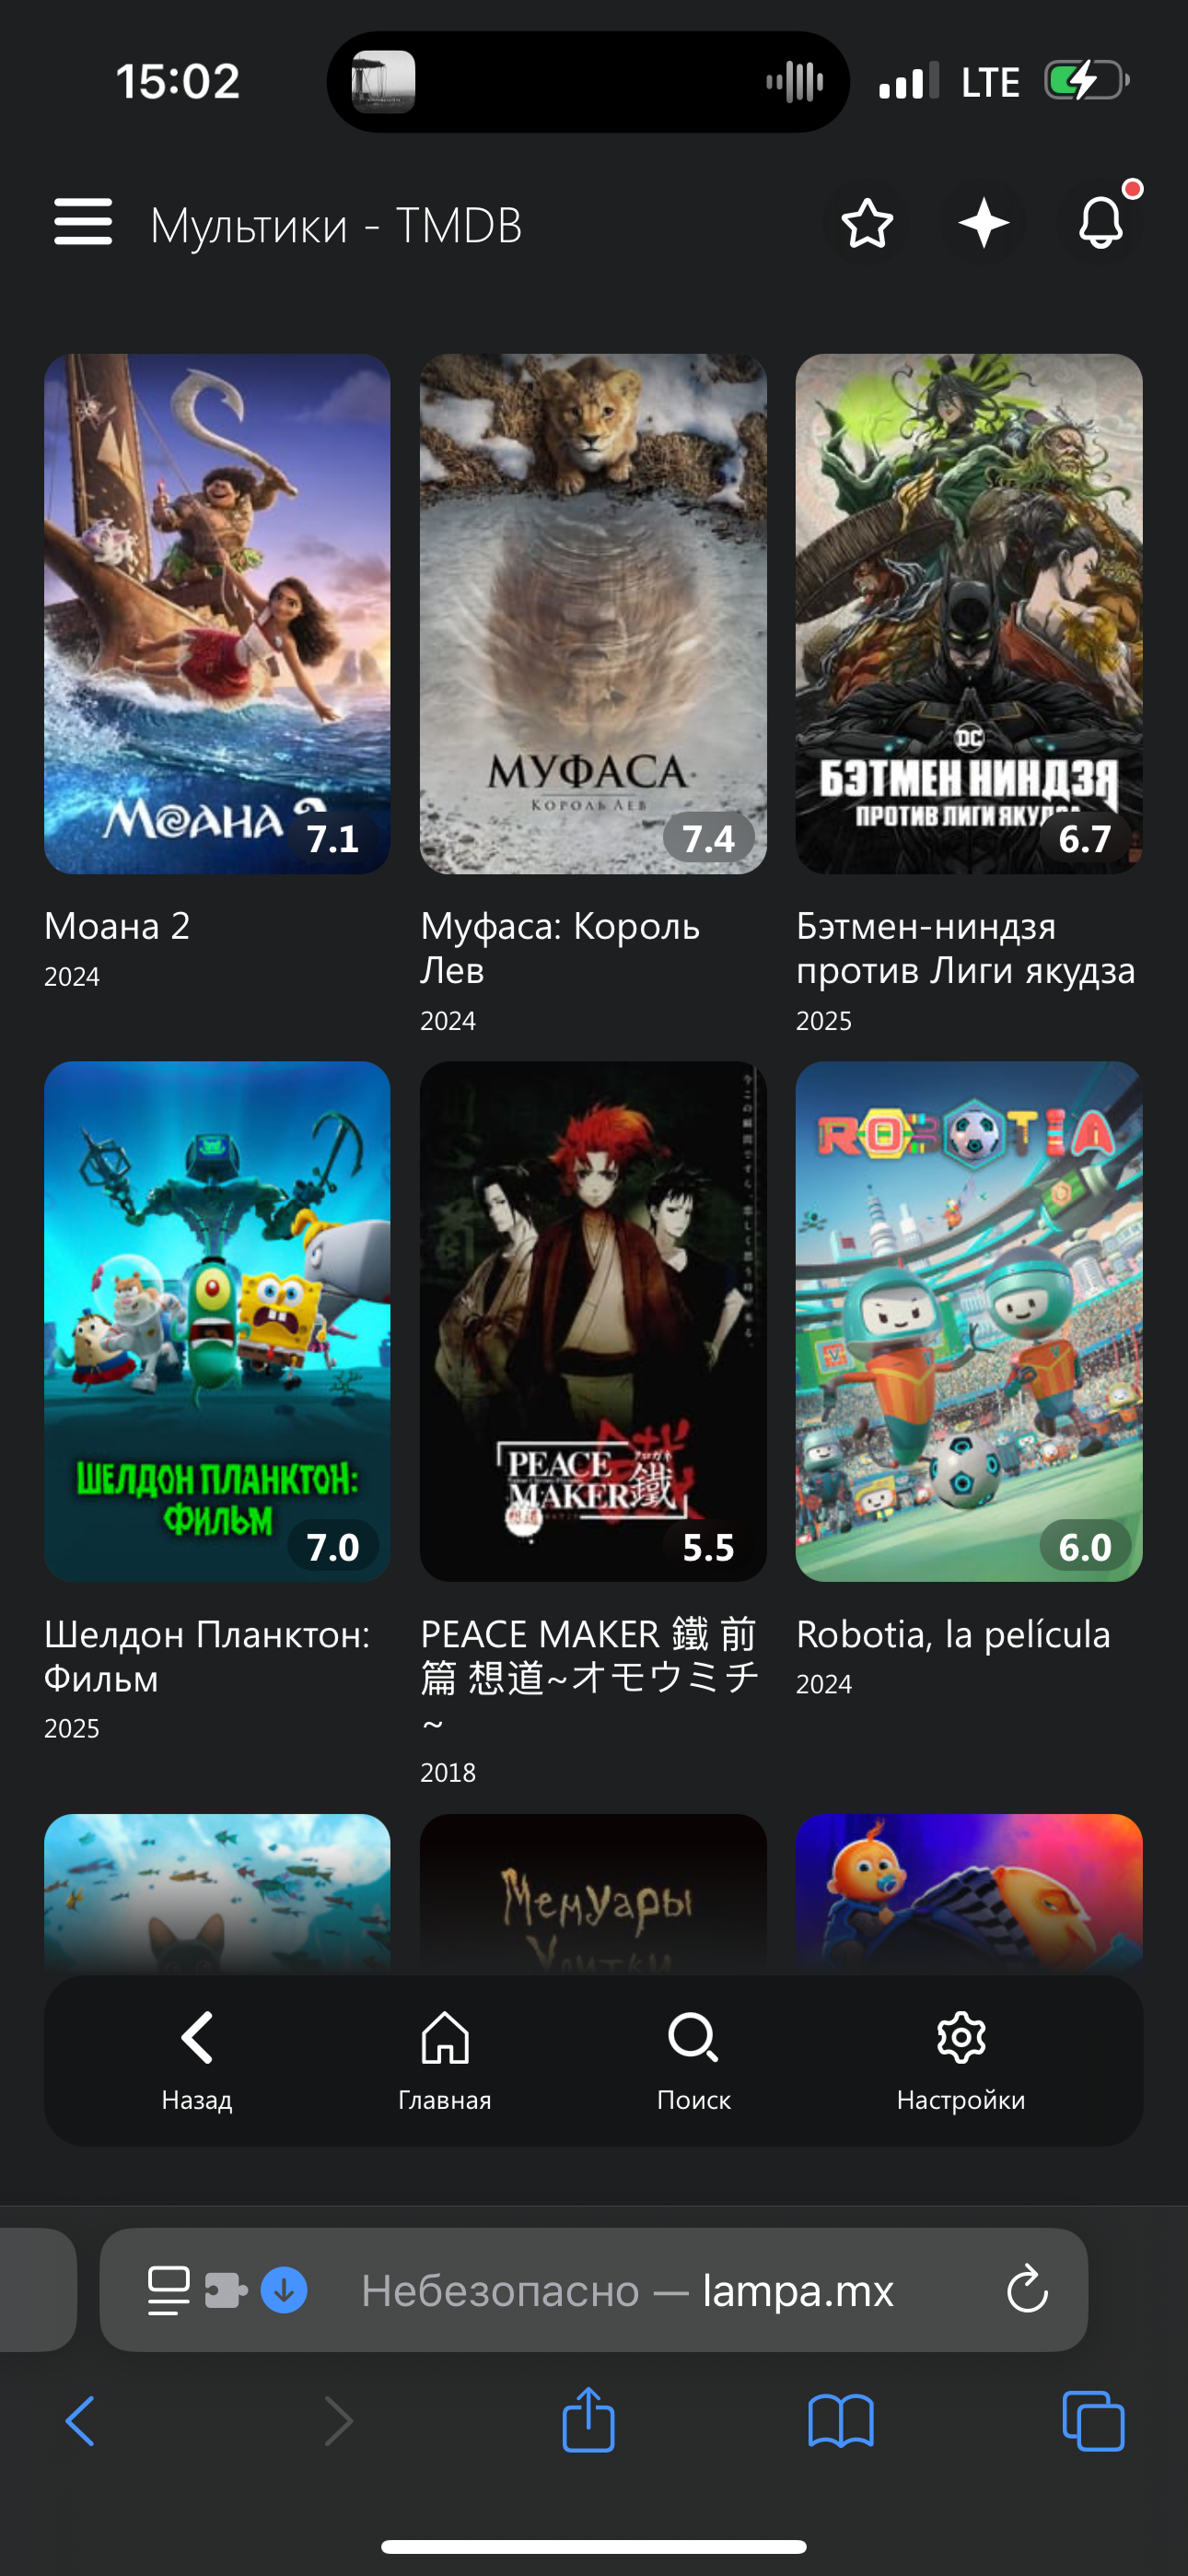 15:02
LTE
Мультики - TMDB
МОАНА 2
7.1
МУФАСА
КОРОЛЬ ЛЕВ
7.4
DC
БЭТМЕН НИНДЗЯ
ПРОТИВ ЛИГИ ЯКУДЗА
6.7
Моана 2
2024
Муфаса: Король
Лев
2024
Бэтмен-ниндзя
против Лиги якудза
2025
ШЕЛДОН ПЛАНКТОН:
ФИЛЬМ
7.0
PEACE
MAKER 鐵
想道
5.5
ROBOTIA
6.0
Шелдон Планктон:
Фильм
2025
PEACE MAKER 鐵 前
篇 想道~オモウミチ
~
2018
Robotia, la película
2024
Мемуары
Улитки
Назад
Главная
Поиск
Настройки
Небезопасно — lampa.mx